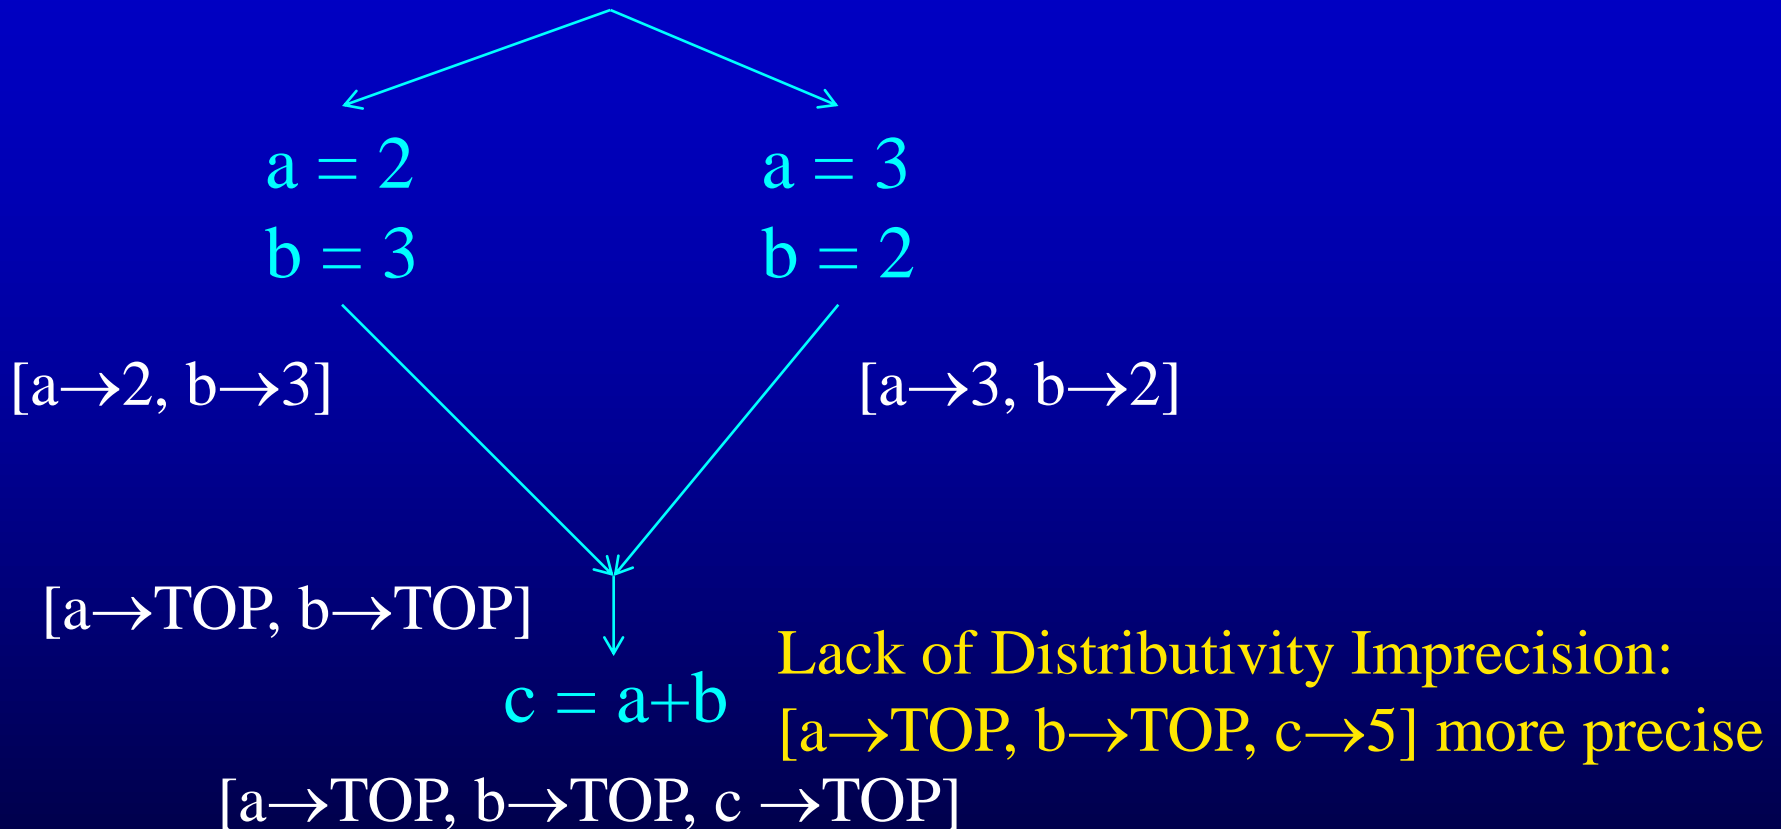 a = 2
b = 3
a = 3
b = 2
[a→2, b→3]
[a→3, b→2]
[a→TOP, b→TOP]
c = a+b
Lack of Distributivity Imprecision:
[a→TOP, b→TOP, c→5] more precise
[a→TOP, b→TOP, c →TOP]